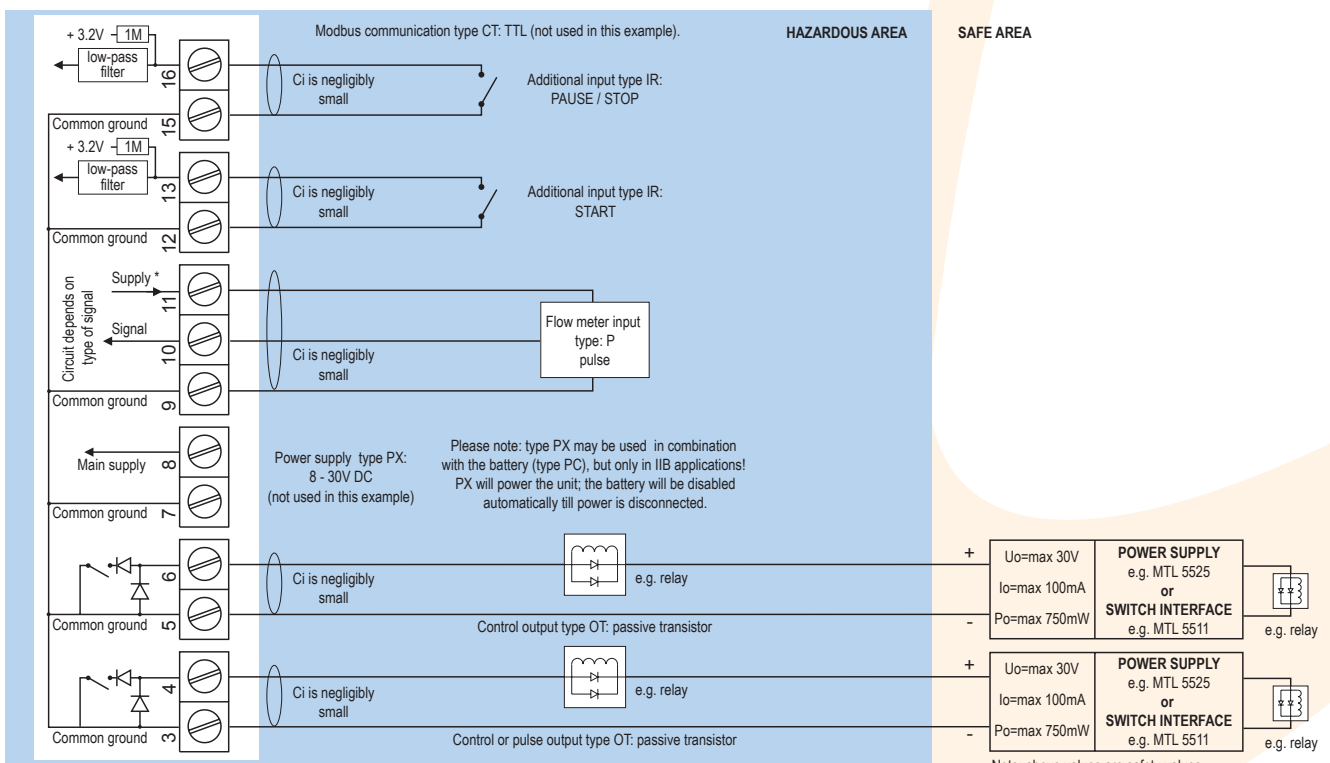 Modbus communication type CT: TTL (not used in this example).
HAZARDOUS AREA
SAFE AREA
+ 3.2V
1M
low-pass
filter
16
Ci is negligibly
small
Additional input type IR:
PAUSE / STOP
Common ground
15
+ 3.2V
1M
low-pass
filter
13
Ci is negligibly
small
Additional input type IR:
START
Common ground
12
Circuit depends on
type of signal
Supply *
11
Signal
10
Flow meter input
type: P
pulse
Ci is negligibly
small
Common ground
9
Main supply
8
Power supply type PX:
8 - 30V DC
(not used in this example)
Please note: type PX may be used in combination
with the battery (type PC), but only in IIB applications!
PX will power the unit; the battery will be disabled
automatically till power is disconnected.
Common ground
7
6
Ci is negligibly
small
e.g. relay
Common ground
5
Control output type OT: passive transistor
+
-
Uo=max 30V
Io=max 100mA
Po=max 750mW
POWER SUPPLY
e.g. MTL 5525
or
SWITCH INTERFACE
e.g. MTL 5511
e.g. relay
4
Ci is negligibly
small
e.g. relay
Common ground
3
Control or pulse output type OT: passive transistor
+
-
Uo=max 30V
Io=max 100mA
Po=max 750mW
POWER SUPPLY
e.g. MTL 5525
or
SWITCH INTERFACE
e.g. MTL 5511
e.g. relay